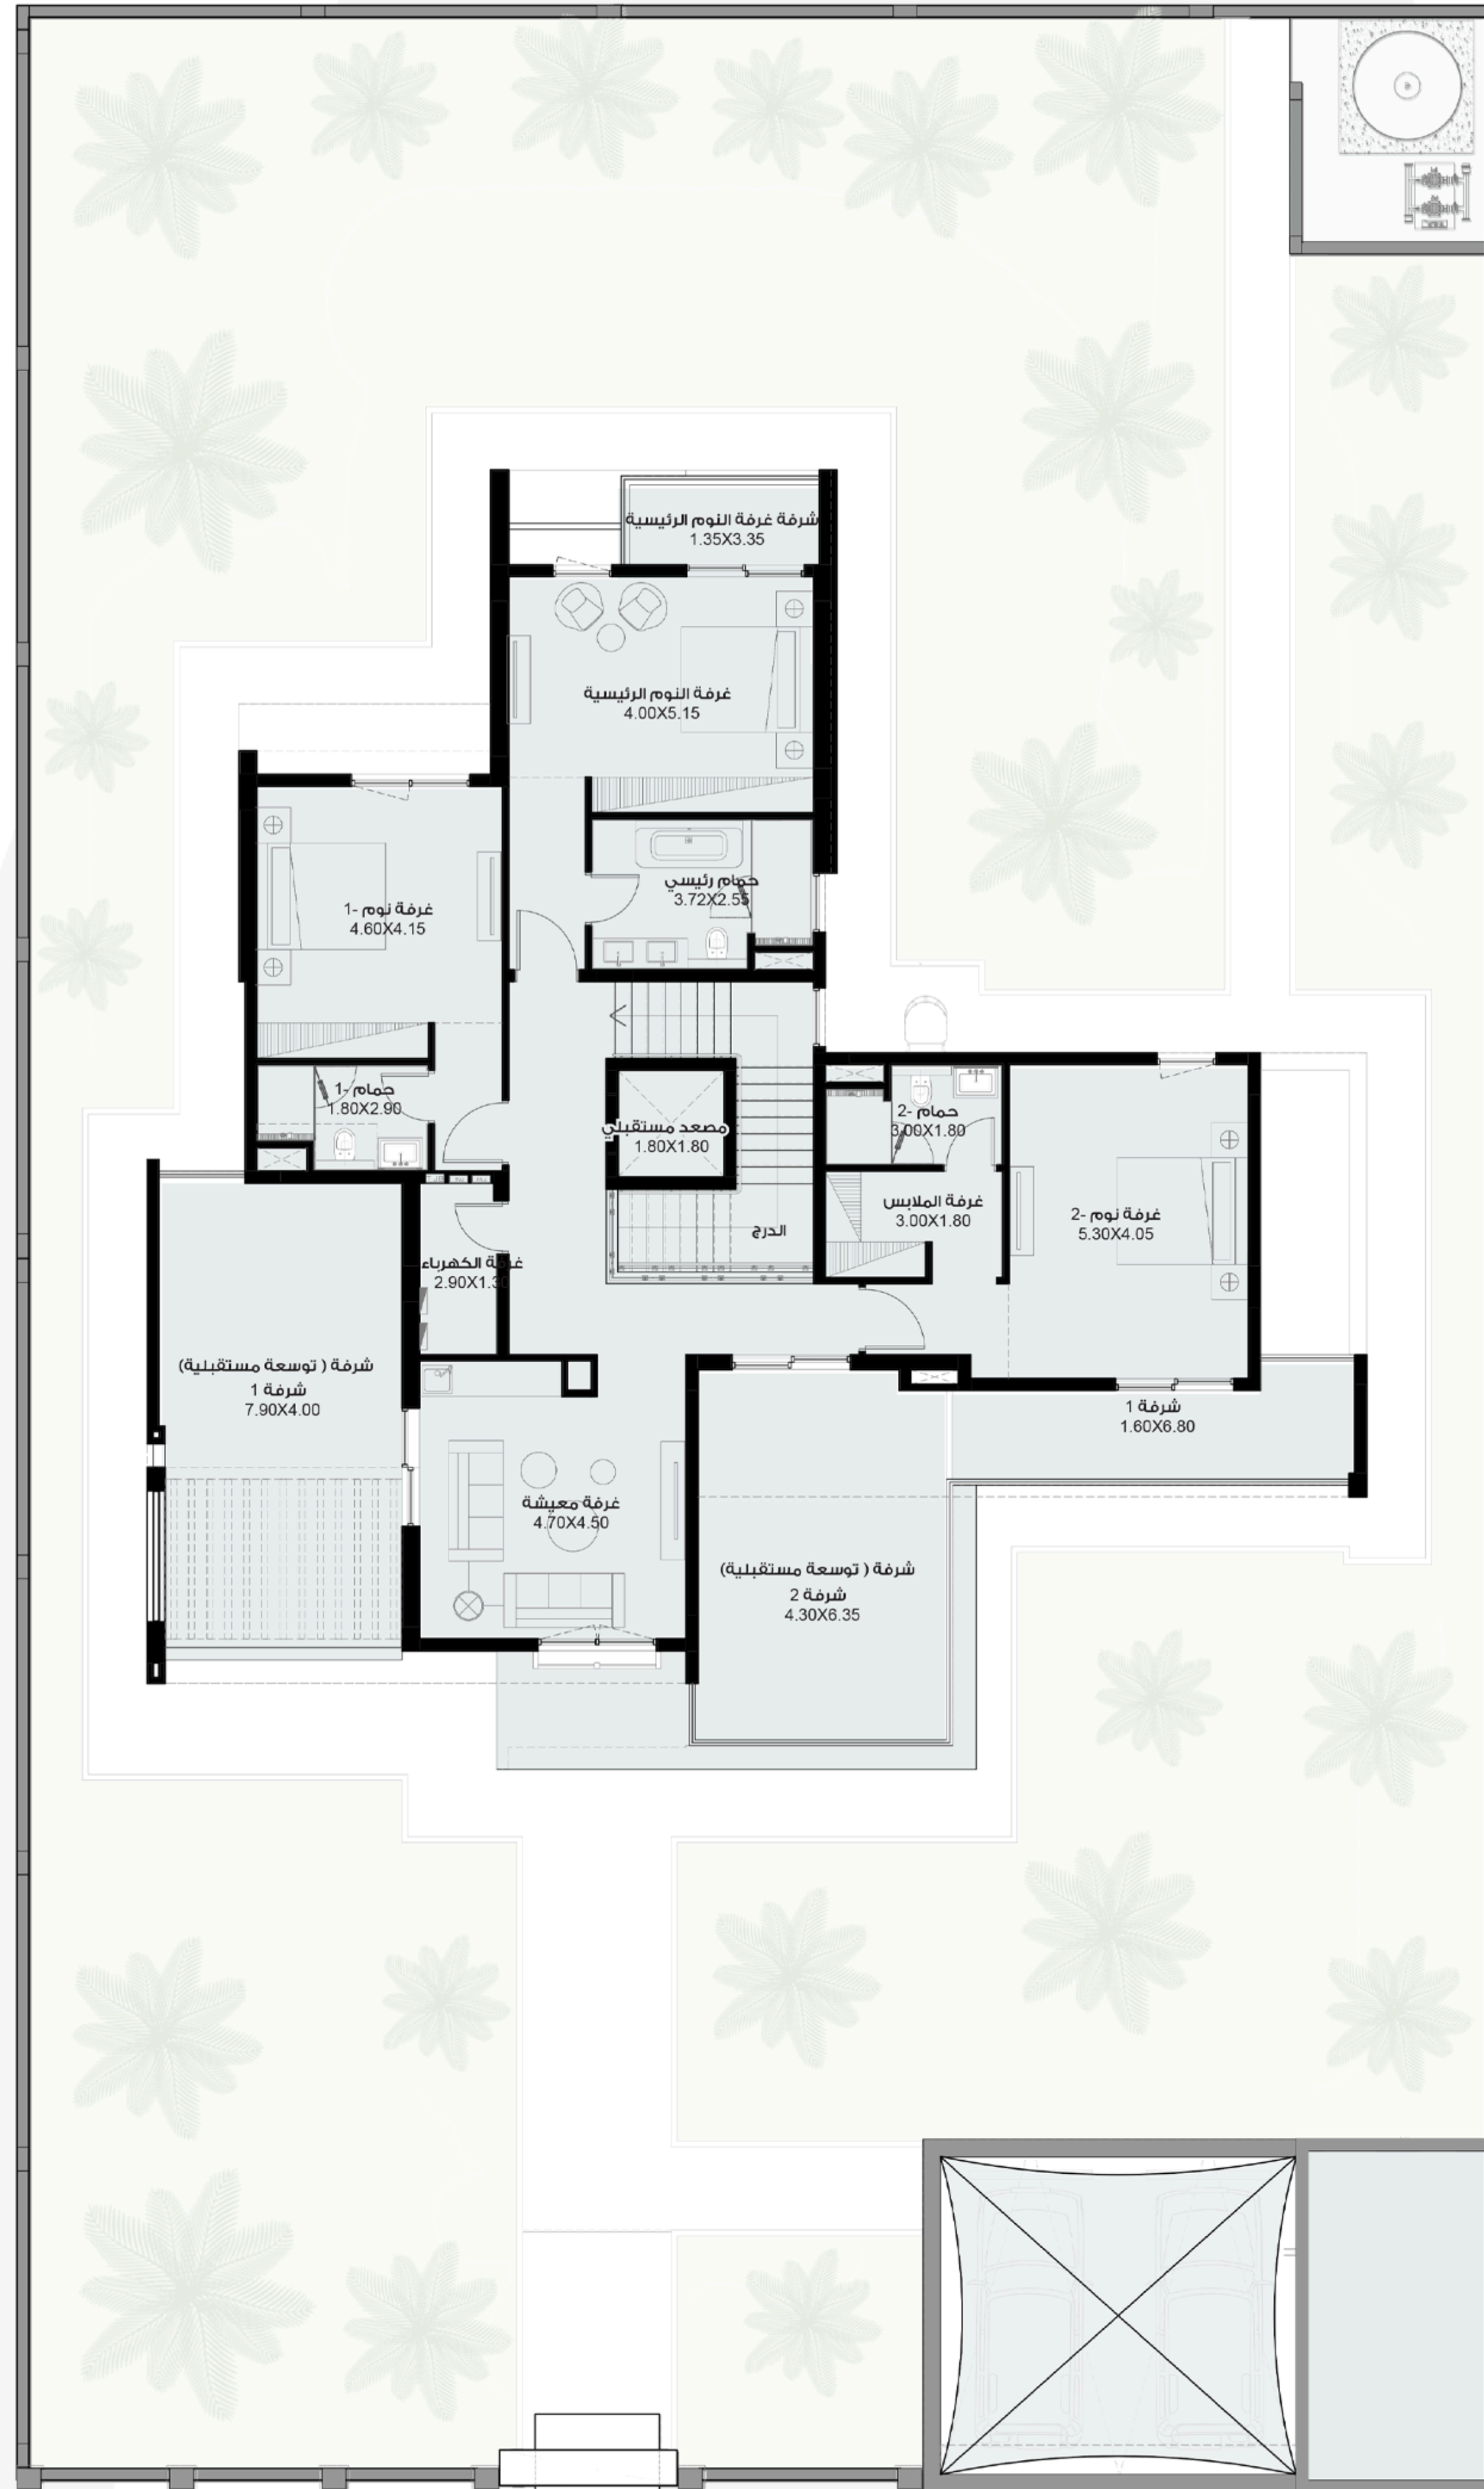 شرفة غرفة النوم الرئيسية
1.35X3.35
غرفة النوم الرئيسية
4.00X5.15
حمام رئيسي
3.72X2.55
غرفة نوم -1
4.60X4.15
حمام -1
1.80X2.90
مصعد مستقبلي
1.80X1.80
حمام -2
3.00X1.80
غرفة الملابس
3.00X1.80
غرفة نوم -2
5.30X4.05
الدرج
غرفة الكهرباء
2.90X1.30
شرفة ( توسعة مستقبلية)
شرفة 1
7.90X4.00
شرفة 1
1.60X6.80
غرفة معيشة
4.70X4.50
شرفة ( توسعة مستقبلية)
شرفة 2
4.30X6.35